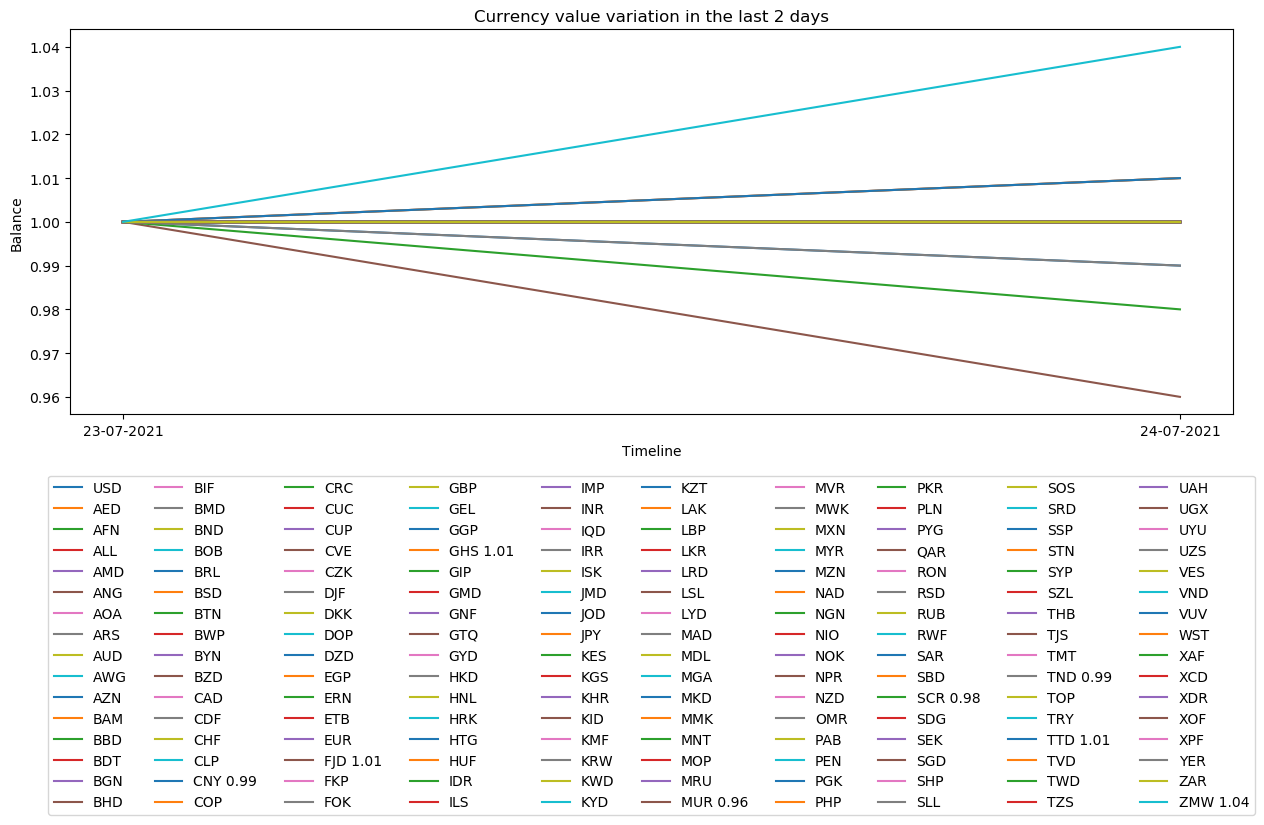 Currency value variation in the last 2 days
1.04
1.03
1.02
1.01
1.00
0.99
0.98
0.97
0.96
Balance
23-07-2021 24-07-2021
Timeline
USD BIF CRC GBP IMP KZT MVR PKR SOS UAH
AED BMD CUC GEL INR LAK MWK PLN SRD UGX
AFN BND CUP GGP IQD LBP MXN PYG SSP UYU
ALL BOB CVE GHS 1.01 IRR LKR MYR QAR STN UZS
AMD BRL CZK GIP ISK LRD MZN RON SYP VES
ANG BSD DJF GMD JMD LSL NAD RSD SZL VND
AOA BTN DKK GNF JOD LYD NGN RUB THB VUV
ARS BWP DOP GTQ JPY MAD NIO RWF TJS WST
AUD BYN DZD GYD KES MDL NOK SAR TMT XAF
AWG BZD EGP HKD KGS MGA NPR SBD TND 0.99 XCD
AZN CAD ERN HNL KHR MKD NZD SCR 0.98 TOP XDR
BAM CDF ETB HRK KID MMK OMR SDG TRY XOF
BBD CHF EUR HTG KMF MNT PAB SEK TTD 1.01 XPF
BDT CLP FJD 1.01 HUF KRW MOP PEN SGD TVD YER
BGN CNY 0.99 FKP IDR KWD MRU PGK SHP TWD ZAR
BHD COP FOK ILS KYD MUR 0.96 PHP SLL TZS ZMW 1.04